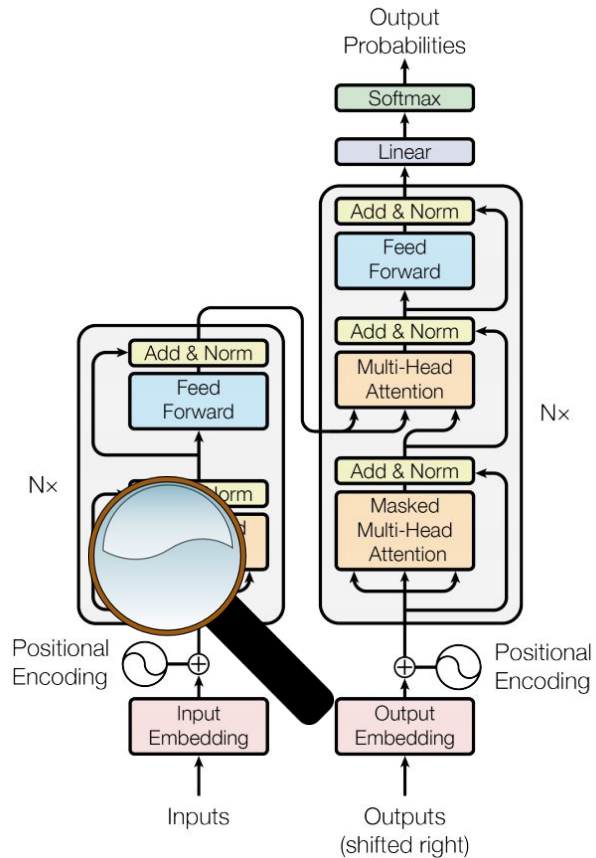 Output
Probabilities
Softmax
Linear
Add & Norm
Feed
Forward
Add & Norm
Multi-Head
Attention
Add & Norm
Masked
Multi-Head
Attention
Nx
Add & Norm
Feed
Forward
Nx
Positional
Encoding
Input
Embedding
Inputs
Positional
Encoding
Output
Embedding
Outputs
(shifted right)